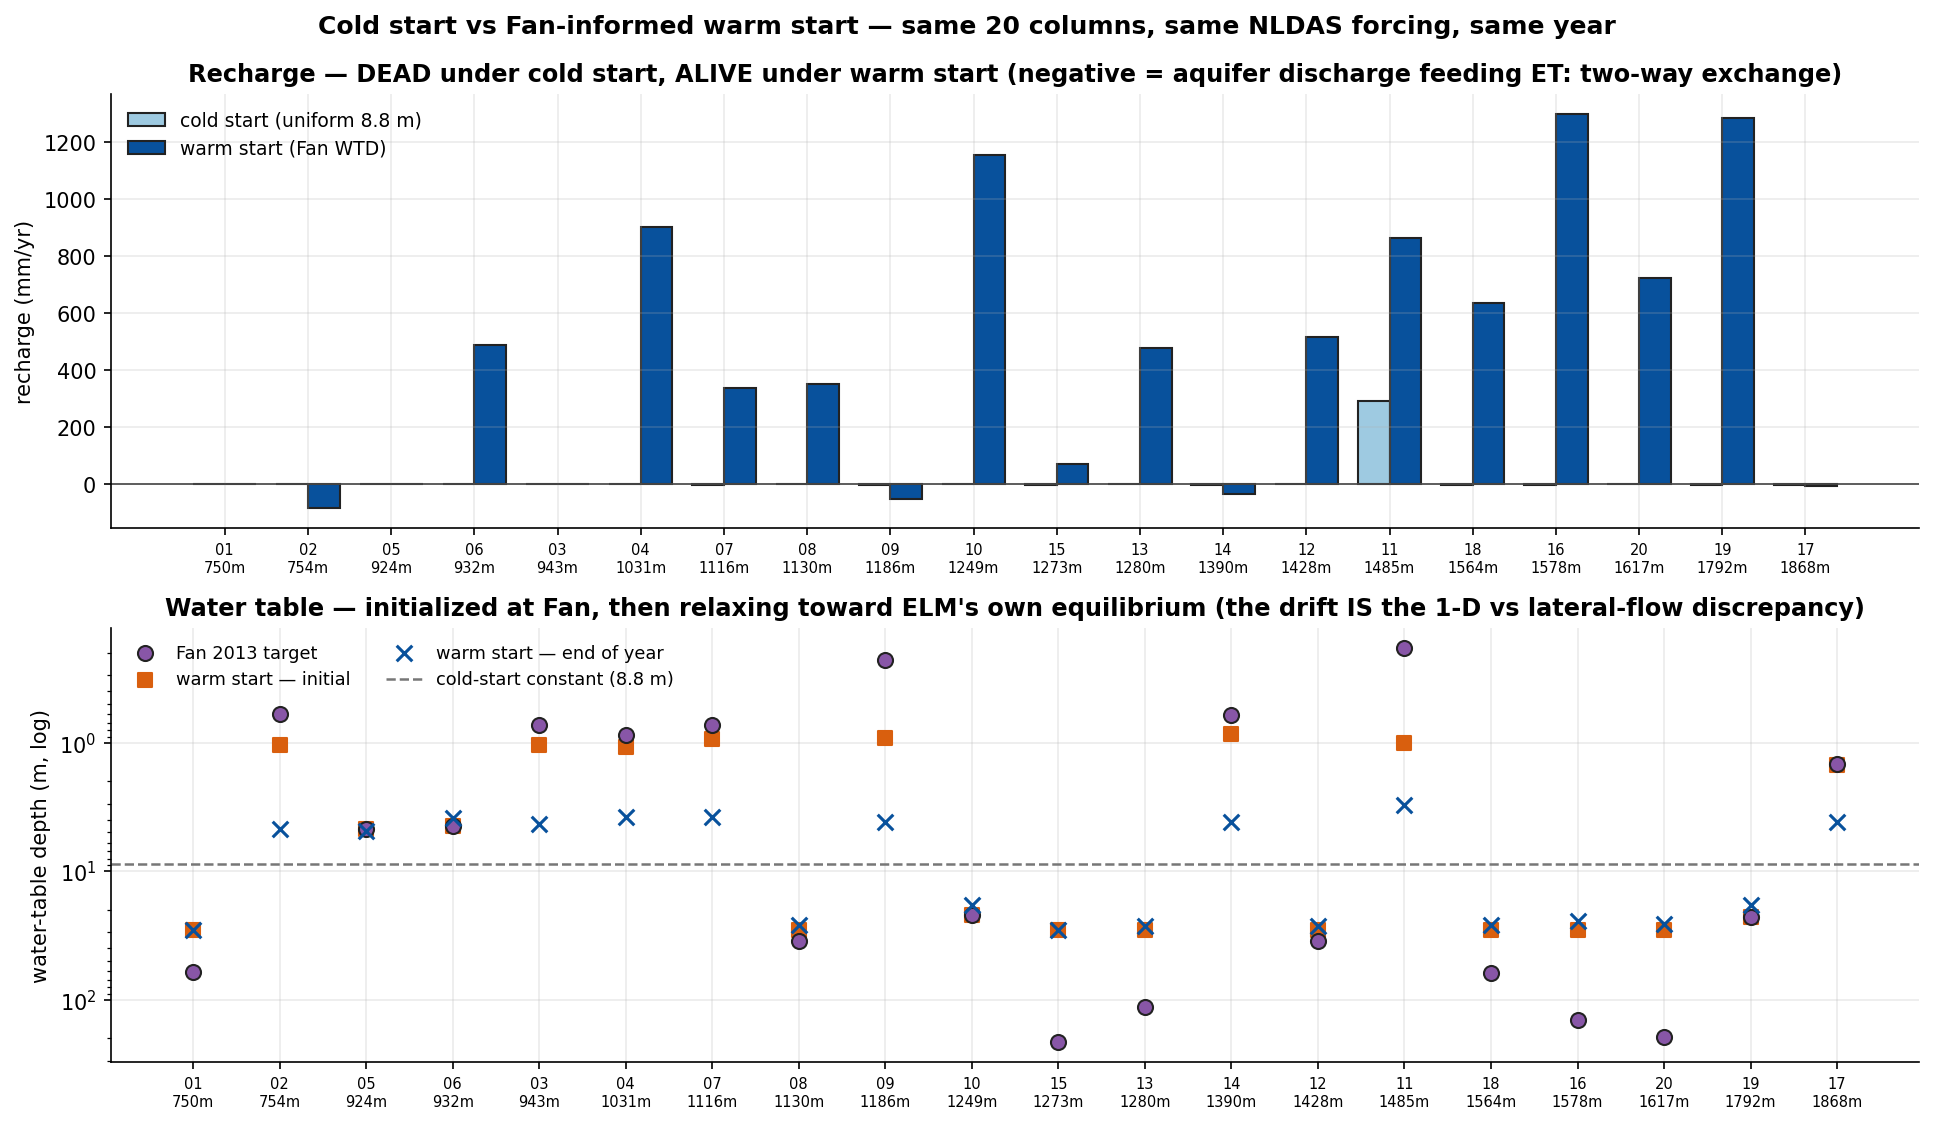 Cold start vs Fan-informed warm start — same 20 columns, same NLDAS forcing, same year
Recharge — DEAD under cold start, ALIVE under warm start (negative = aquifer discharge feeding ET: two-way exchange)
cold start (uniform 8.8 m)
warm start (Fan WTD)
recharge (mm/yr)
1200
1000
800
600
400
200
0
01 02 05 06 03 04 07 08 09 10 15 13 14 12 11 18 16 20 19 17
750m 754m 924m 932m 943m 1031m 1116m 1130m 1186m 1249m 1273m 1280m 1390m 1428m 1485m 1564m 1578m 1617m 1792m 1868m
Water table — initialized at Fan, then relaxing toward ELM's own equilibrium (the drift IS the 1-D vs lateral-flow discrepancy)
Fan 2013 target
warm start — initial
warm start — end of year
cold-start constant (8.8 m)
water-table depth (m, log)
10⁰
10¹
10²
01 02 05 06 03 04 07 08 09 10 15 13 14 12 11 18 16 20 19 17
750m 754m 924m 932m 943m 1031m 1116m 1130m 1186m 1249m 1273m 1280m 1390m 1428m 1485m 1564m 1578m 1617m 1792m 1868m